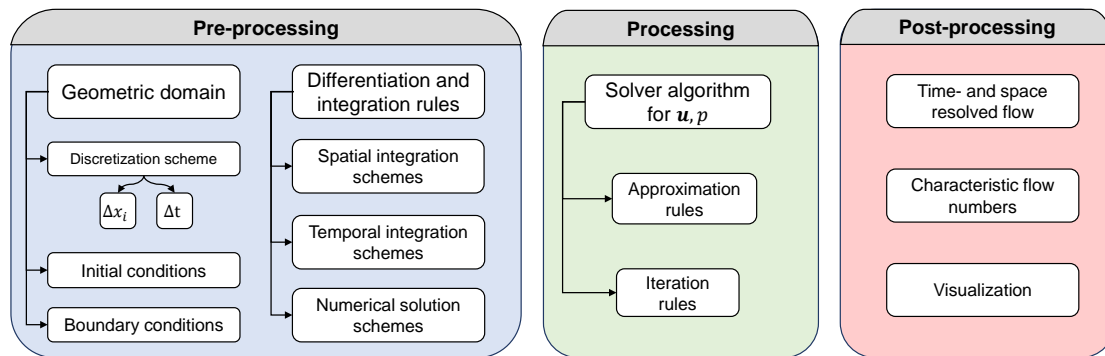 Pre-processing
Geometric domain
Discretization scheme
Δx_i
Δt
Initial conditions
Boundary conditions
Differentiation and
integration rules
Spatial integration
schemes
Temporal integration
schemes
Numerical solution
schemes
Processing
Solver algorithm
for u, p
Approximation
rules
Iteration
rules
Post-processing
Time- and space
resolved flow
Characteristic flow
numbers
Visualization